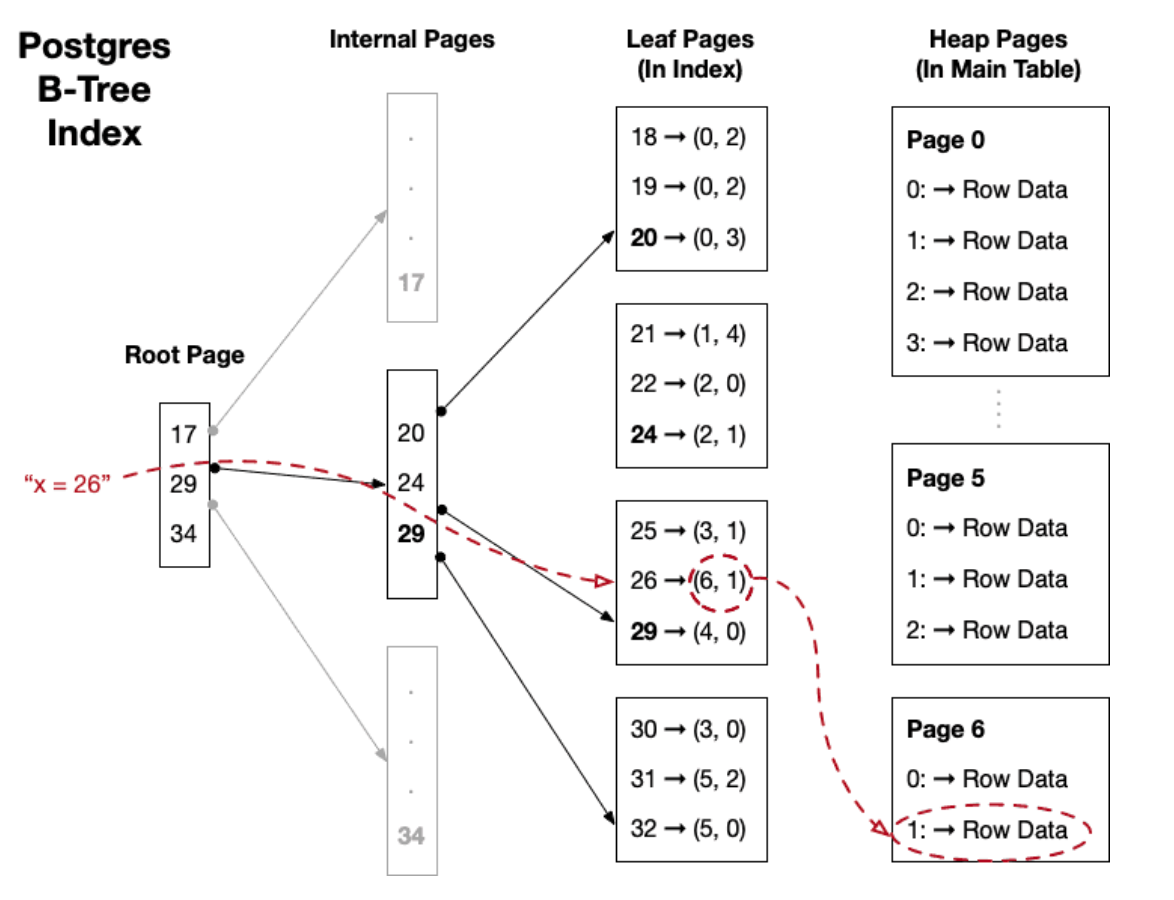 Postgres
B-Tree
Index
Internal Pages
.
.
.
17
Root Page
17
29
34
“x = 26”
20
24
29
.
.
.
34
Leaf Pages
(In Index)
18 → (0, 2)
19 → (0, 2)
20 → (0, 3)
21 → (1, 4)
22 → (2, 0)
24 → (2, 1)
25 → (3, 1)
26 → (6, 1)
29 → (4, 0)
30 → (3, 0)
31 → (5, 2)
32 → (5, 0)
Heap Pages
(In Main Table)
Page 0
0: → Row Data
1: → Row Data
2: → Row Data
3: → Row Data
Page 5
0: → Row Data
1: → Row Data
2: → Row Data
Page 6
0: → Row Data
1: → Row Data